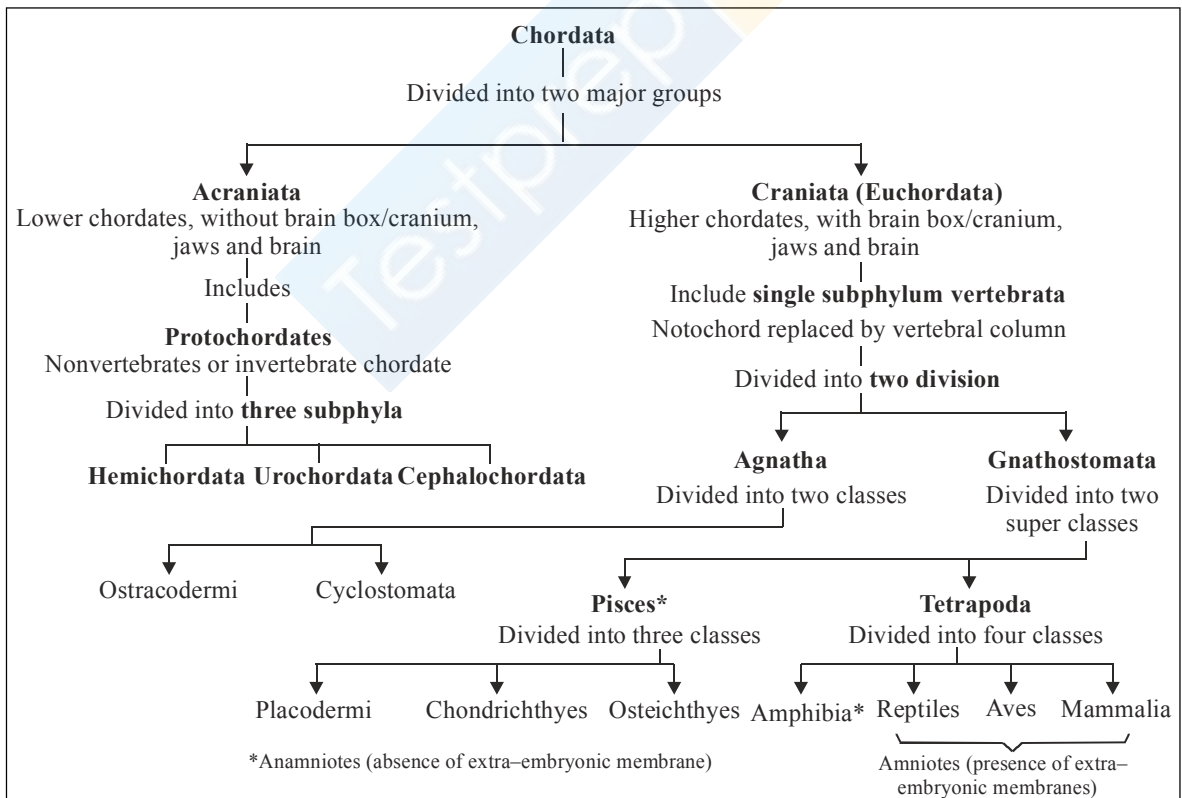 Chordata
Divided into two major groups
Acraniata
Lower chordates, without brain box/cranium,
jaws and brain
Includes
Protochordates
Nonvertebrates or invertebrate chordate
Divided into three subphyla
Hemichordata Urochordata Cephalochordata
Craniata (Euchordata)
Higher chordates, with brain box/cranium,
jaws and brain
Include single subphylum vertebrata
Notochord replaced by vertebral column
Divided into two division
Agnatha
Divided into two classes
Gnathostomata
Divided into two
super classes
Ostracodermi
Cyclostomata
Pisces*
Divided into three classes
Tetrapoda
Divided into four classes
Placodermi
Chondrichthyes
Osteichthyes
Amphibia*
Reptiles
Aves
Mammalia
*Anamniotes (absence of extra–embryonic membrane)
Amniotes (presence of extra–
embryonic membranes)
Testprep